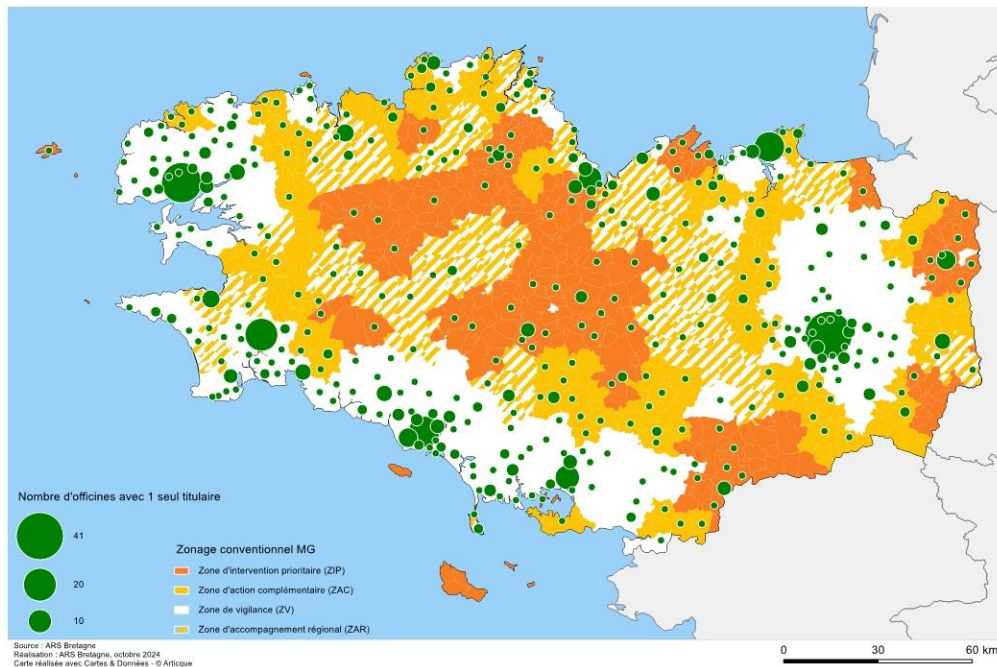 Nombre d'officines avec 1 seul titulaire
41
20
10
Zonage conventionnel MG
Zone d'intervention prioritaire (ZIP)
Zone d'action complémentaire (ZAC)
Zone de vigilance (ZV)
Zone d'accompagnement régional (ZAR)
Source : ARS Bretagne
Réalisation : ARS Bretagne, octobre 2024
Carte réalisée avec Cartes & Données - © Articque
0 30 60 km